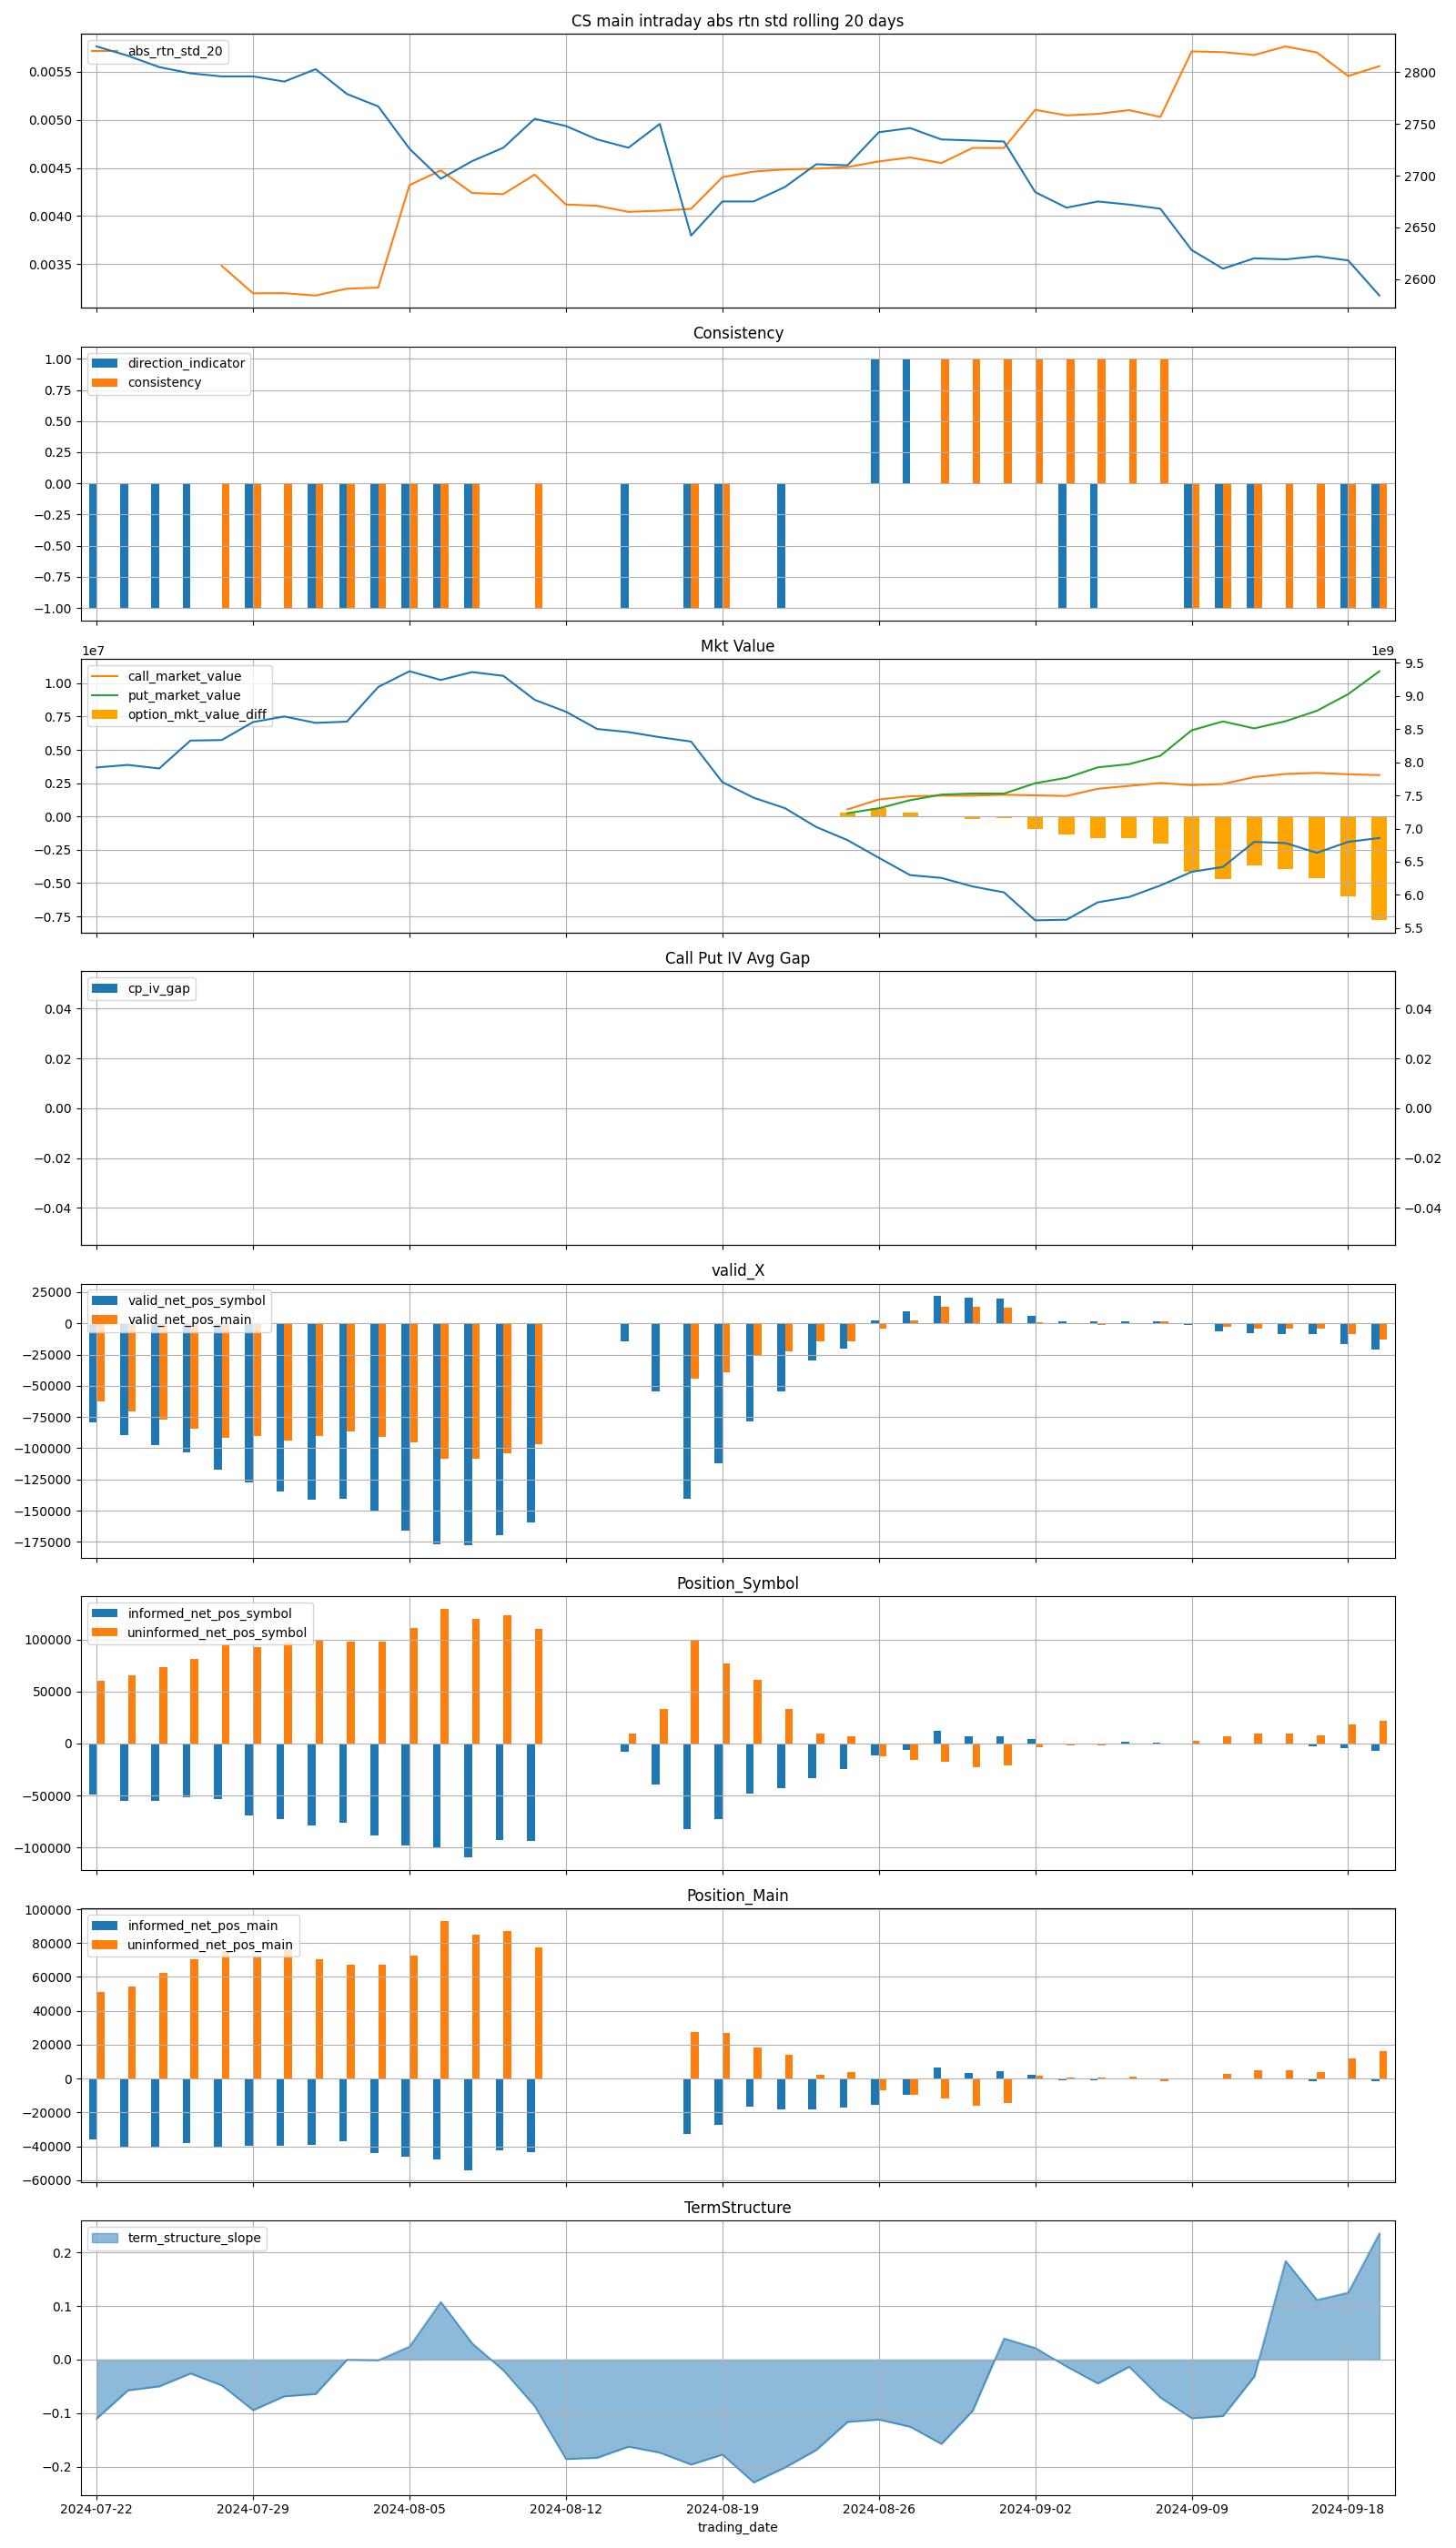 CS main intraday abs rtn std rolling 20 days
abs_rtn_std_20
0.0055
0.0050
0.0045
0.0040
0.0035
2800
2750
2700
2650
2600
Consistency
direction_indicator
consistency
1.00
0.75
0.50
0.25
0.00
−0.25
−0.50
−0.75
−1.00
Mkt Value
1e7
1e9
call_market_value
put_market_value
option_mkt_value_diff
1.00
0.75
0.50
0.25
0.00
−0.25
−0.50
−0.75
9.5
9.0
8.5
8.0
7.5
7.0
6.5
6.0
5.5
Call Put IV Avg Gap
cp_iv_gap
0.04
0.02
0.00
−0.02
−0.04
0.04
0.02
0.00
−0.02
−0.04
valid_X
valid_net_pos_symbol
valid_net_pos_main
25000
0
−25000
−50000
−75000
−100000
−125000
−150000
−175000
Position_Symbol
informed_net_pos_symbol
uninformed_net_pos_symbol
100000
50000
0
−50000
−100000
Position_Main
informed_net_pos_main
uninformed_net_pos_main
100000
80000
60000
40000
20000
0
−20000
−40000
−60000
TermStructure
term_structure_slope
0.2
0.1
0.0
−0.1
−0.2
2024-07-22 2024-07-29 2024-08-05 2024-08-12 2024-08-19 2024-08-26 2024-09-02 2024-09-09 2024-09-18
trading_date